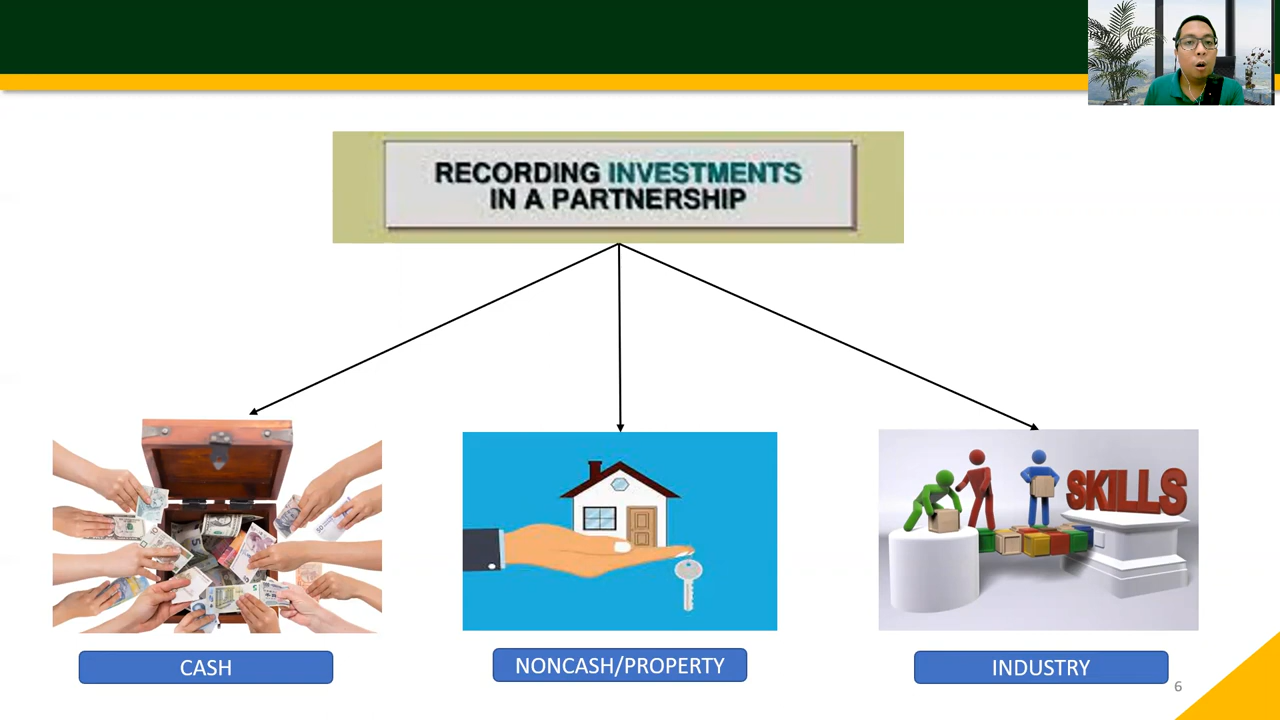 RECORDING INVESTMENTS
IN A PARTNERSHIP
SKILLS
CASH
NONCASH/PROPERTY
INDUSTRY
6